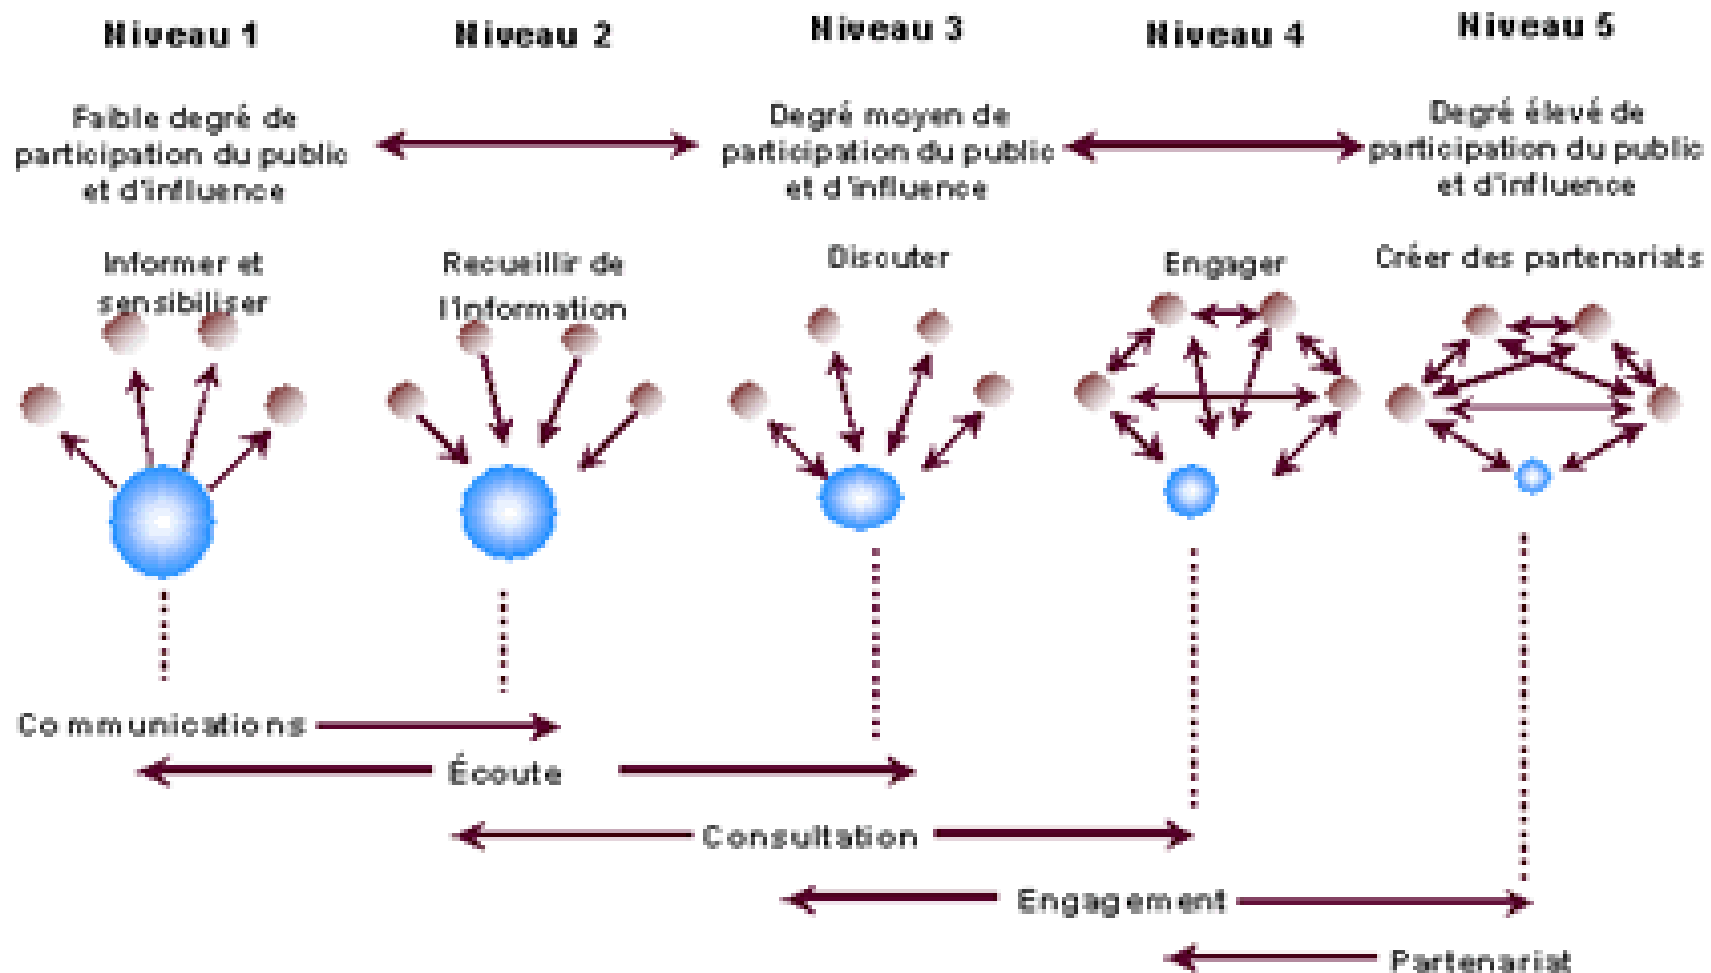 Niveau 1
Niveau 2
Niveau 3
Niveau 4
Niveau 5
Faible degré de
participation du public
et d'influence
Degré moyen de
participation du public
et d'influence
Degré élevé de
participation du public
et d'influence
Informer et
sensibiliser
Recueillir de
l'information
Discuter
Engager
Créer des partenariats
Communications
Écoute
Consultation
Engagement
Partenariat